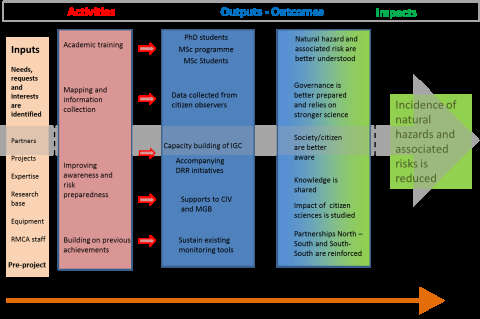 Activities
Outputs - Outcomes
Impacts
Inputs
Needs,
requests
and
interests
are
identified
Partners
Projects
Expertise
Research
base
Equipment
RMCA staff
Pre-project
Academic training
Mapping and
information
collection
Improving
awareness and
risk
preparedness
Building on previous
achievements
PhD students
MSc programme
MSc Students
Data collected from
citizen observers
Capacity building of IGC
Accompanying
DRR initiatives
Supports to CIV
and MGB
Sustain existing
monitoring tools
Natural hazard and
associated risk are
better understood
Governance is
better prepared
and relies on
stronger science
Society/citizen
are better
aware
Knowledge is
shared
Impact of citizen
sciences is studied
Partnerships North –
South and South-
South are reinforced
Incidence of
natural
hazards and
associated
risks is
reduced